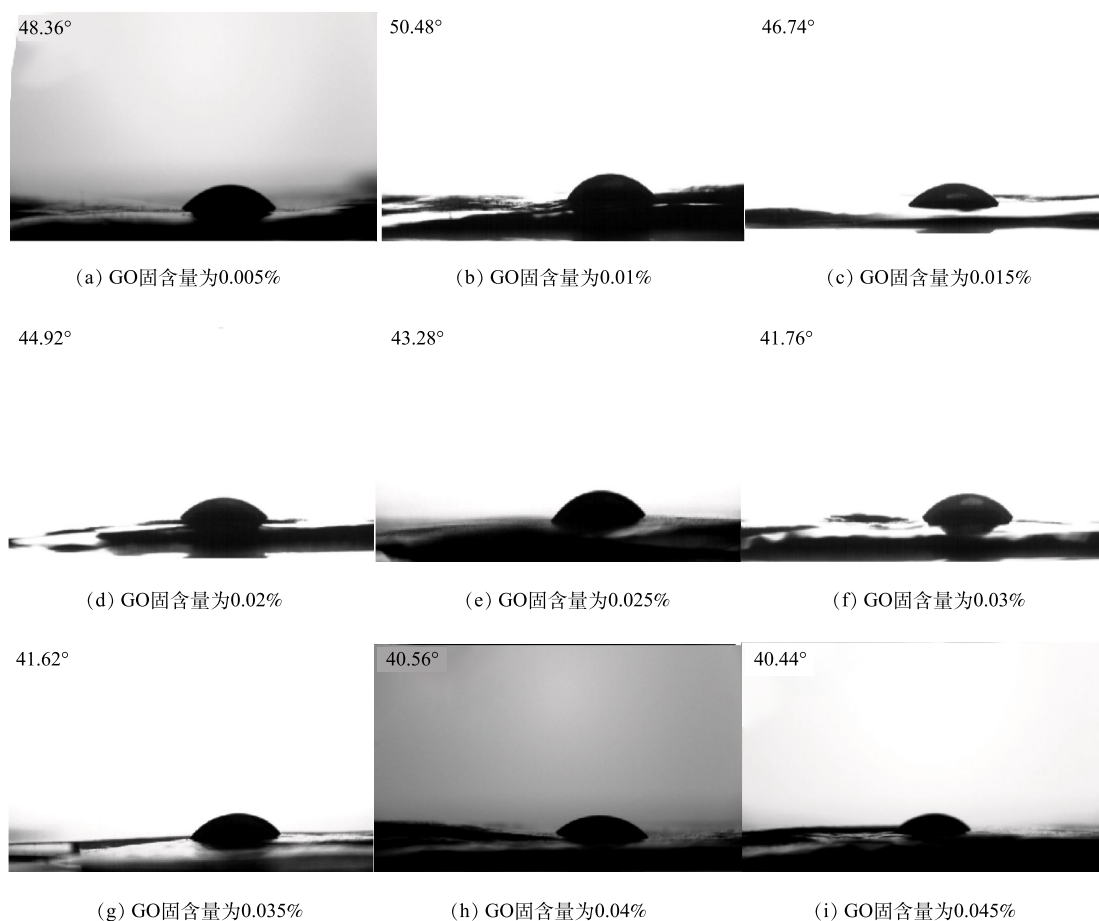 48.36°
50.48°
46.74°
(a) GO固含量为0.005%
(b) GO固含量为0.01%
(c) GO固含量为0.015%
44.92°
43.28°
41.76°
(d) GO固含量为0.02%
(e) GO固含量为0.025%
(f) GO固含量为0.03%
41.62°
40.56°
40.44°
(g) GO固含量为0.035%
(h) GO固含量为0.04%
(i) GO固含量为0.045%